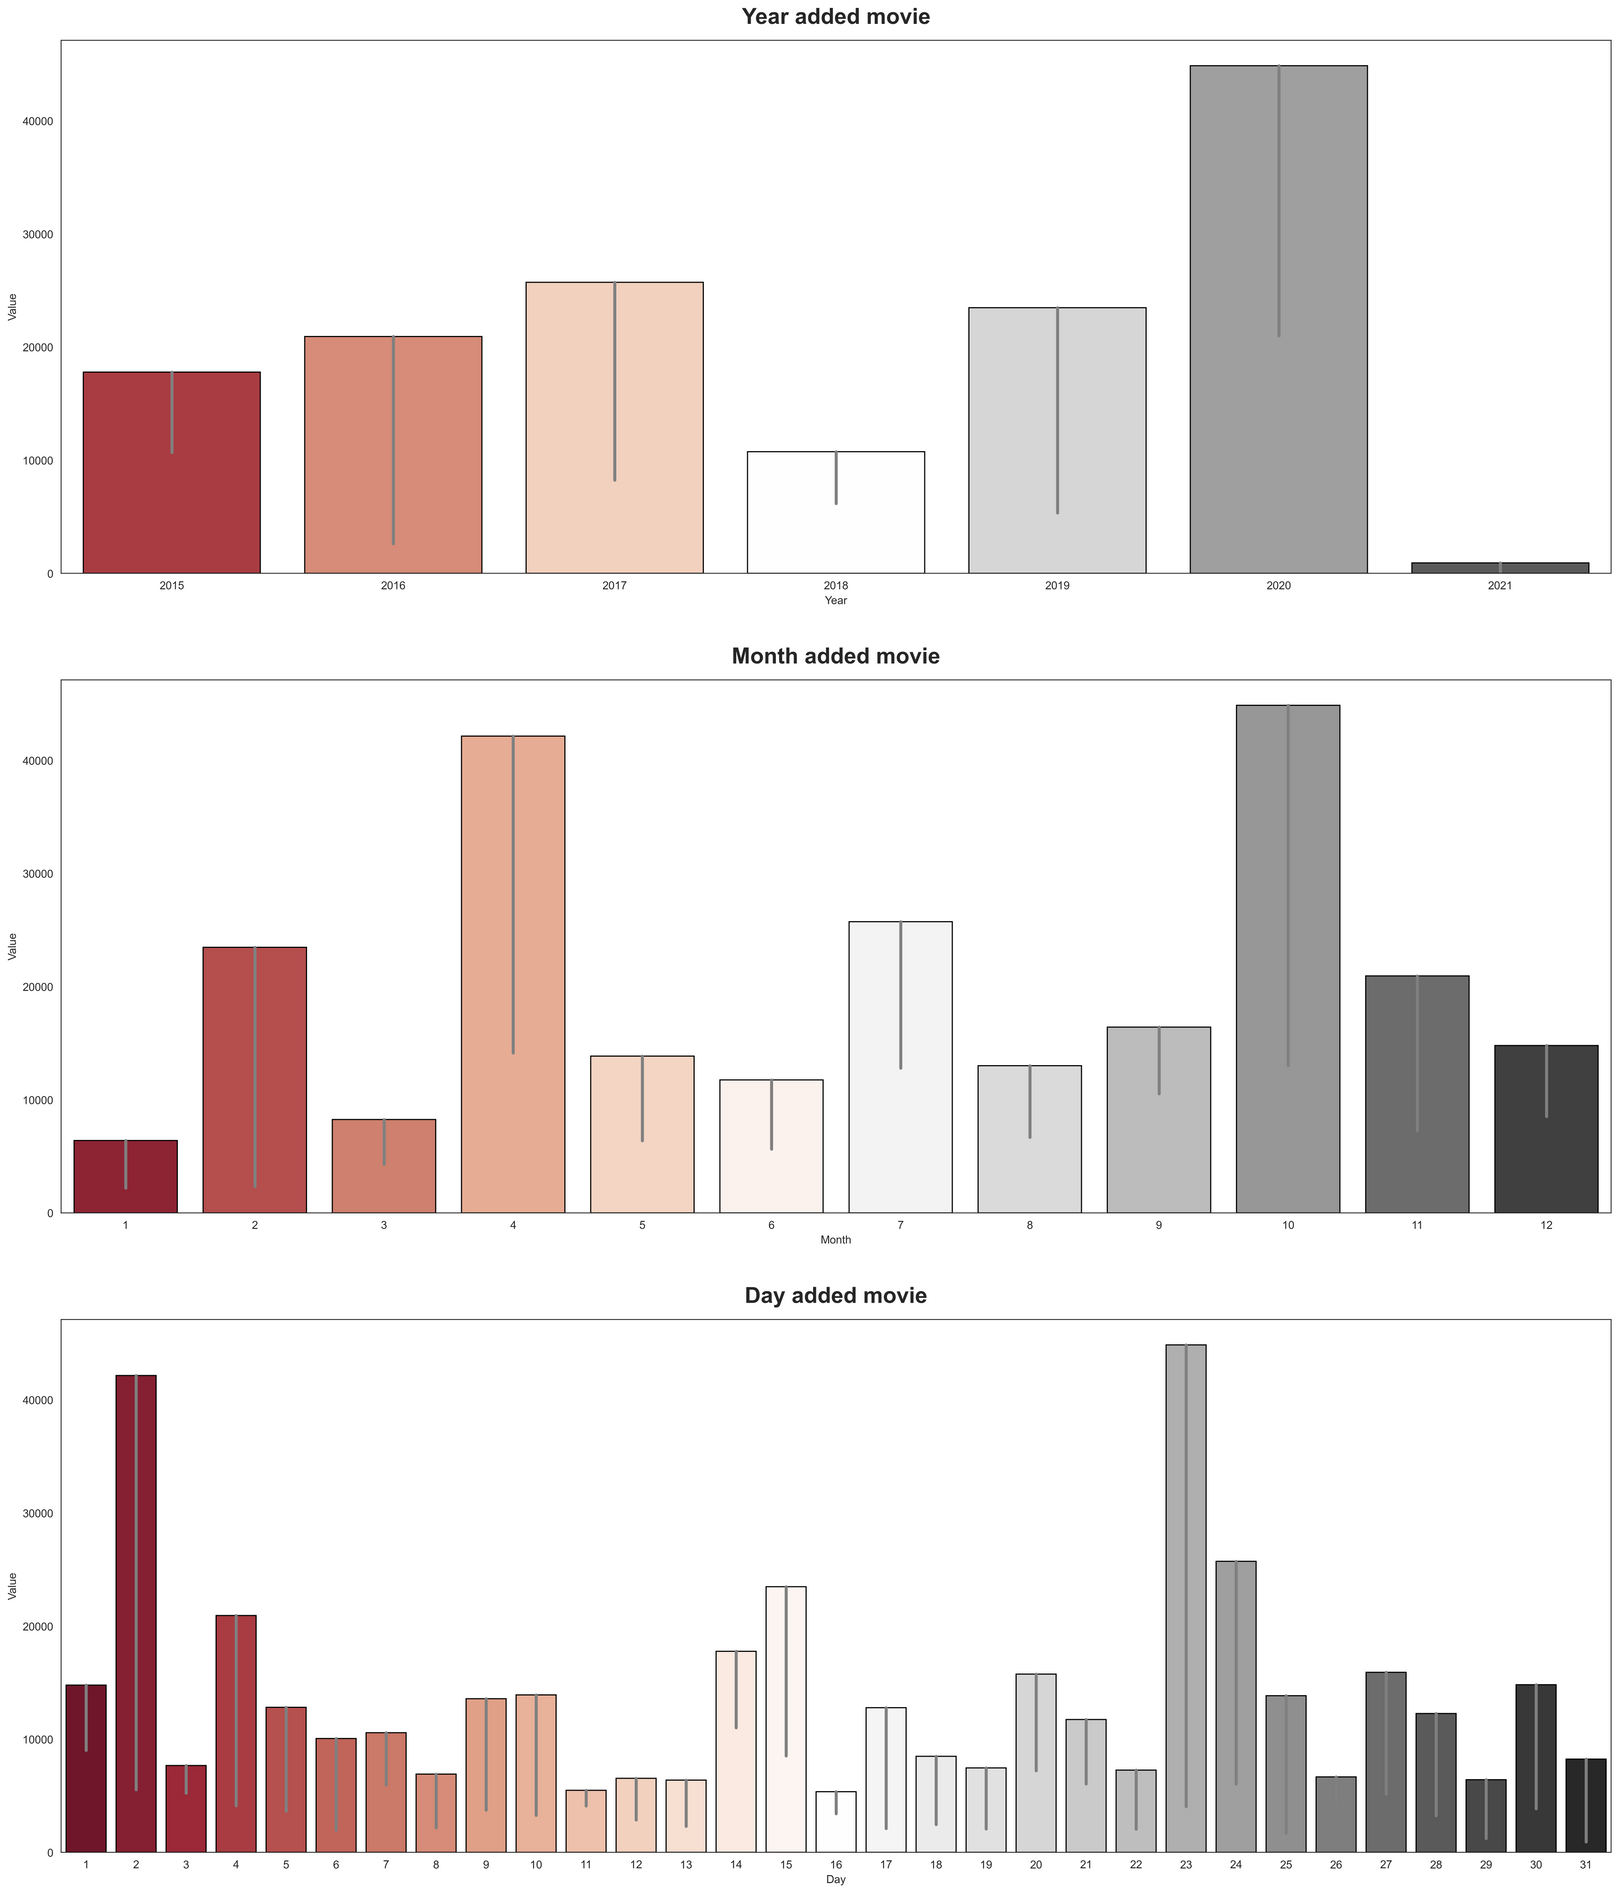 Year added movie
40000
30000
20000
10000
0
Value
2015 2016 2017 2018 2019 2020 2021
Year
Month added movie
40000
30000
20000
10000
0
Value
1 2 3 4 5 6 7 8 9 10 11 12
Month
Day added movie
40000
30000
20000
10000
0
Value
1 2 3 4 5 6 7 8 9 10 11 12 13 14 15 16 17 18 19 20 21 22 23 24 25 26 27 28 29 30 31
Day